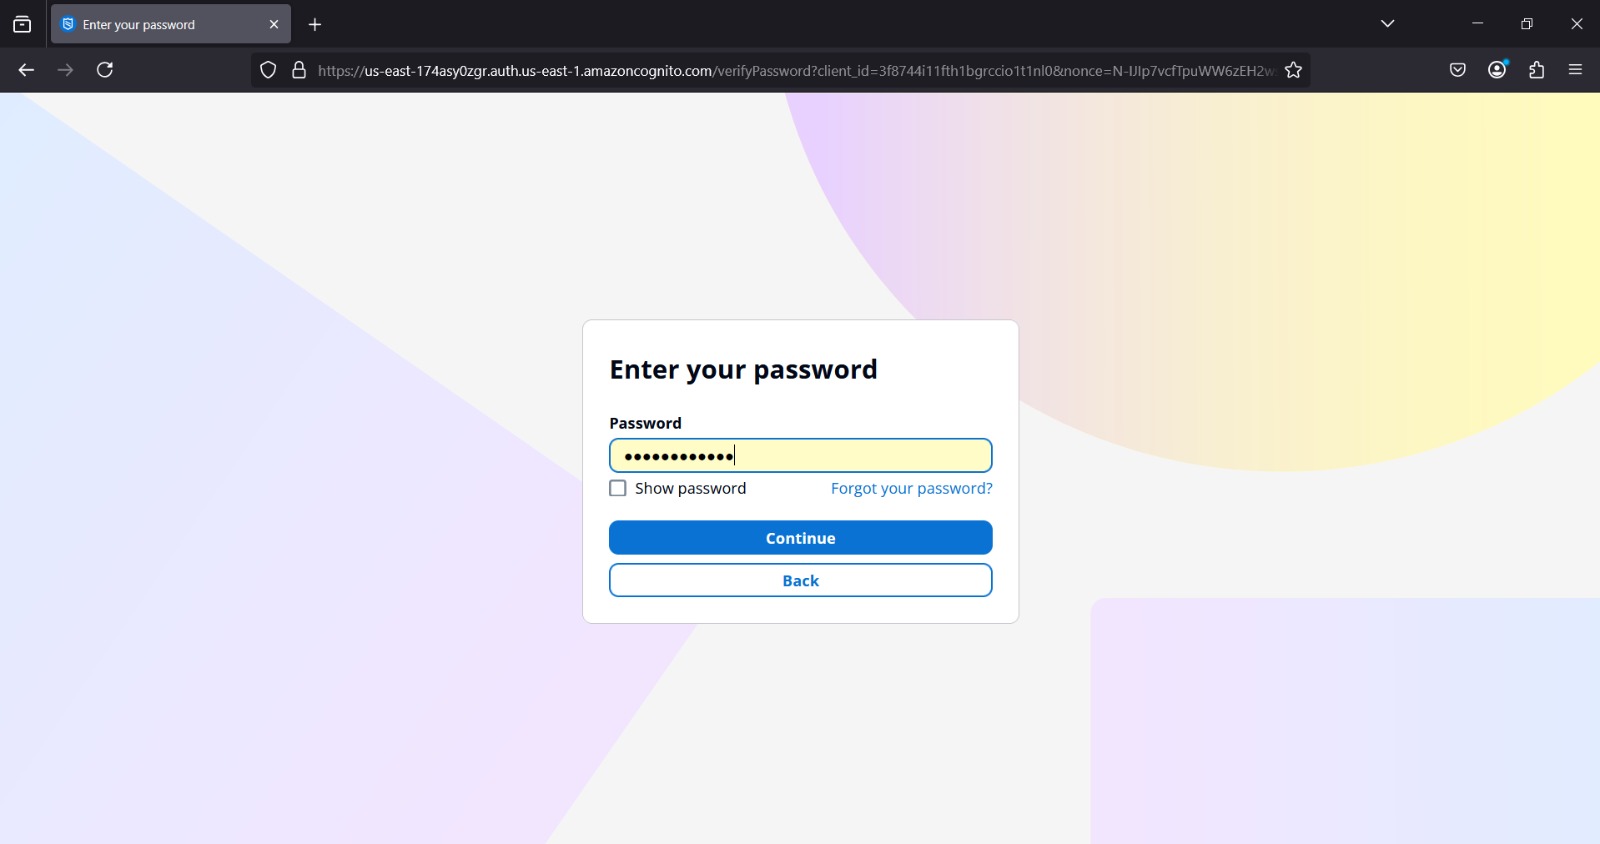 Enter your password
https://us-east-174asy0zgr.auth.us-east-1.amazoncognito.com/verifyPassword?client_id=3f8744i11fth1bgrccio1t1nl0&nonce=N-IJIp7vcfTpuWW6zEH2w
Enter your password
Password
Show password
Forgot your password?
Continue
Back